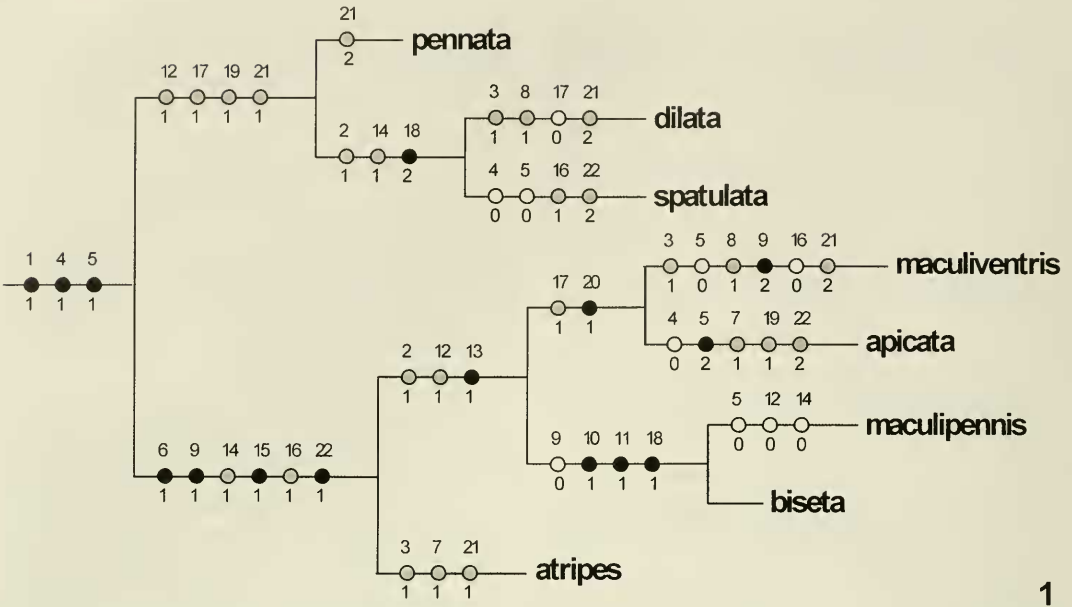 21
pennata
2
12 17 19 21
1 1 1 1
3 8 17 21
dilata
1 1 0 2
2 14 18
1 1 2
4 5 16 22
spatulata
0 0 1 2
3 5 8 9 16 21
maculiventris
1 0 1 2 0 2
1 4 5
1 1 1
17 20
1 1
4 5 7 19 22
apicata
0 2 1 1 2
2 12 13
1 1 1
5 12 14
maculipennis
0 0 0
9 10 11 18
0 1 1 1
6 9 14 15 16 22
1 1 1 1 1 1
biseta
3 7 21
atripes
1 1 1
1